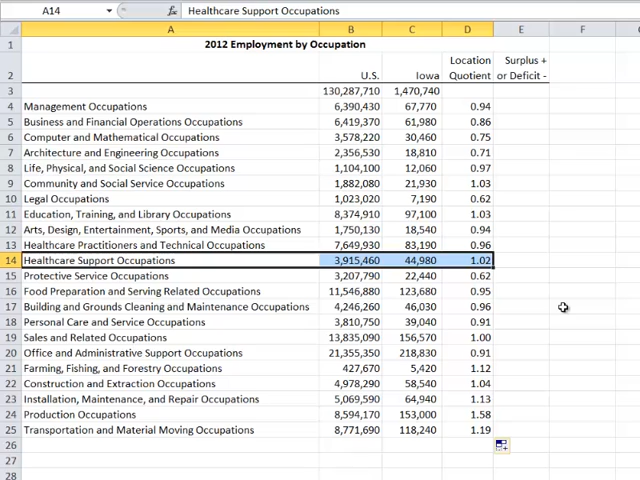 A14 fx Healthcare Support Occupations
A B C D E F
1 2012 Employment by Occupation
Location Surplus +
2 U.S. Iowa Quotient or Deficit -
3 130,287,710 1,470,740
4 Management Occupations 6,390,430 67,770 0.94
5 Business and Financial Operations Occupations 6,419,370 61,980 0.86
6 Computer and Mathematical Occupations 3,578,220 30,460 0.75
7 Architecture and Engineering Occupations 2,356,530 18,810 0.71
8 Life, Physical, and Social Science Occupations 1,104,100 12,060 0.97
9 Community and Social Service Occupations 1,882,080 21,930 1.03
10 Legal Occupations 1,023,020 7,190 0.62
11 Education, Training, and Library Occupations 8,374,910 97,100 1.03
12 Arts, Design, Entertainment, Sports, and Media Occupations 1,750,130 18,540 0.94
13 Healthcare Practitioners and Technical Occupations 7,649,930 83,190 0.96
14 Healthcare Support Occupations 3,915,460 44,980 1.02
15 Protective Service Occupations 3,207,790 22,440 0.62
16 Food Preparation and Serving Related Occupations 11,546,880 123,680 0.95
17 Building and Grounds Cleaning and Maintenance Occupations 4,246,260 46,030 0.96
18 Personal Care and Service Occupations 3,810,750 39,040 0.91
19 Sales and Related Occupations 13,835,090 156,570 1.00
20 Office and Administrative Support Occupations 21,355,350 218,830 0.91
21 Farming, Fishing, and Forestry Occupations 427,670 5,420 1.12
22 Construction and Extraction Occupations 4,978,290 58,540 1.04
23 Installation, Maintenance, and Repair Occupations 5,069,590 64,940 1.13
24 Production Occupations 8,594,170 153,000 1.58
25 Transportation and Material Moving Occupations 8,771,690 118,240 1.19
26
27
28